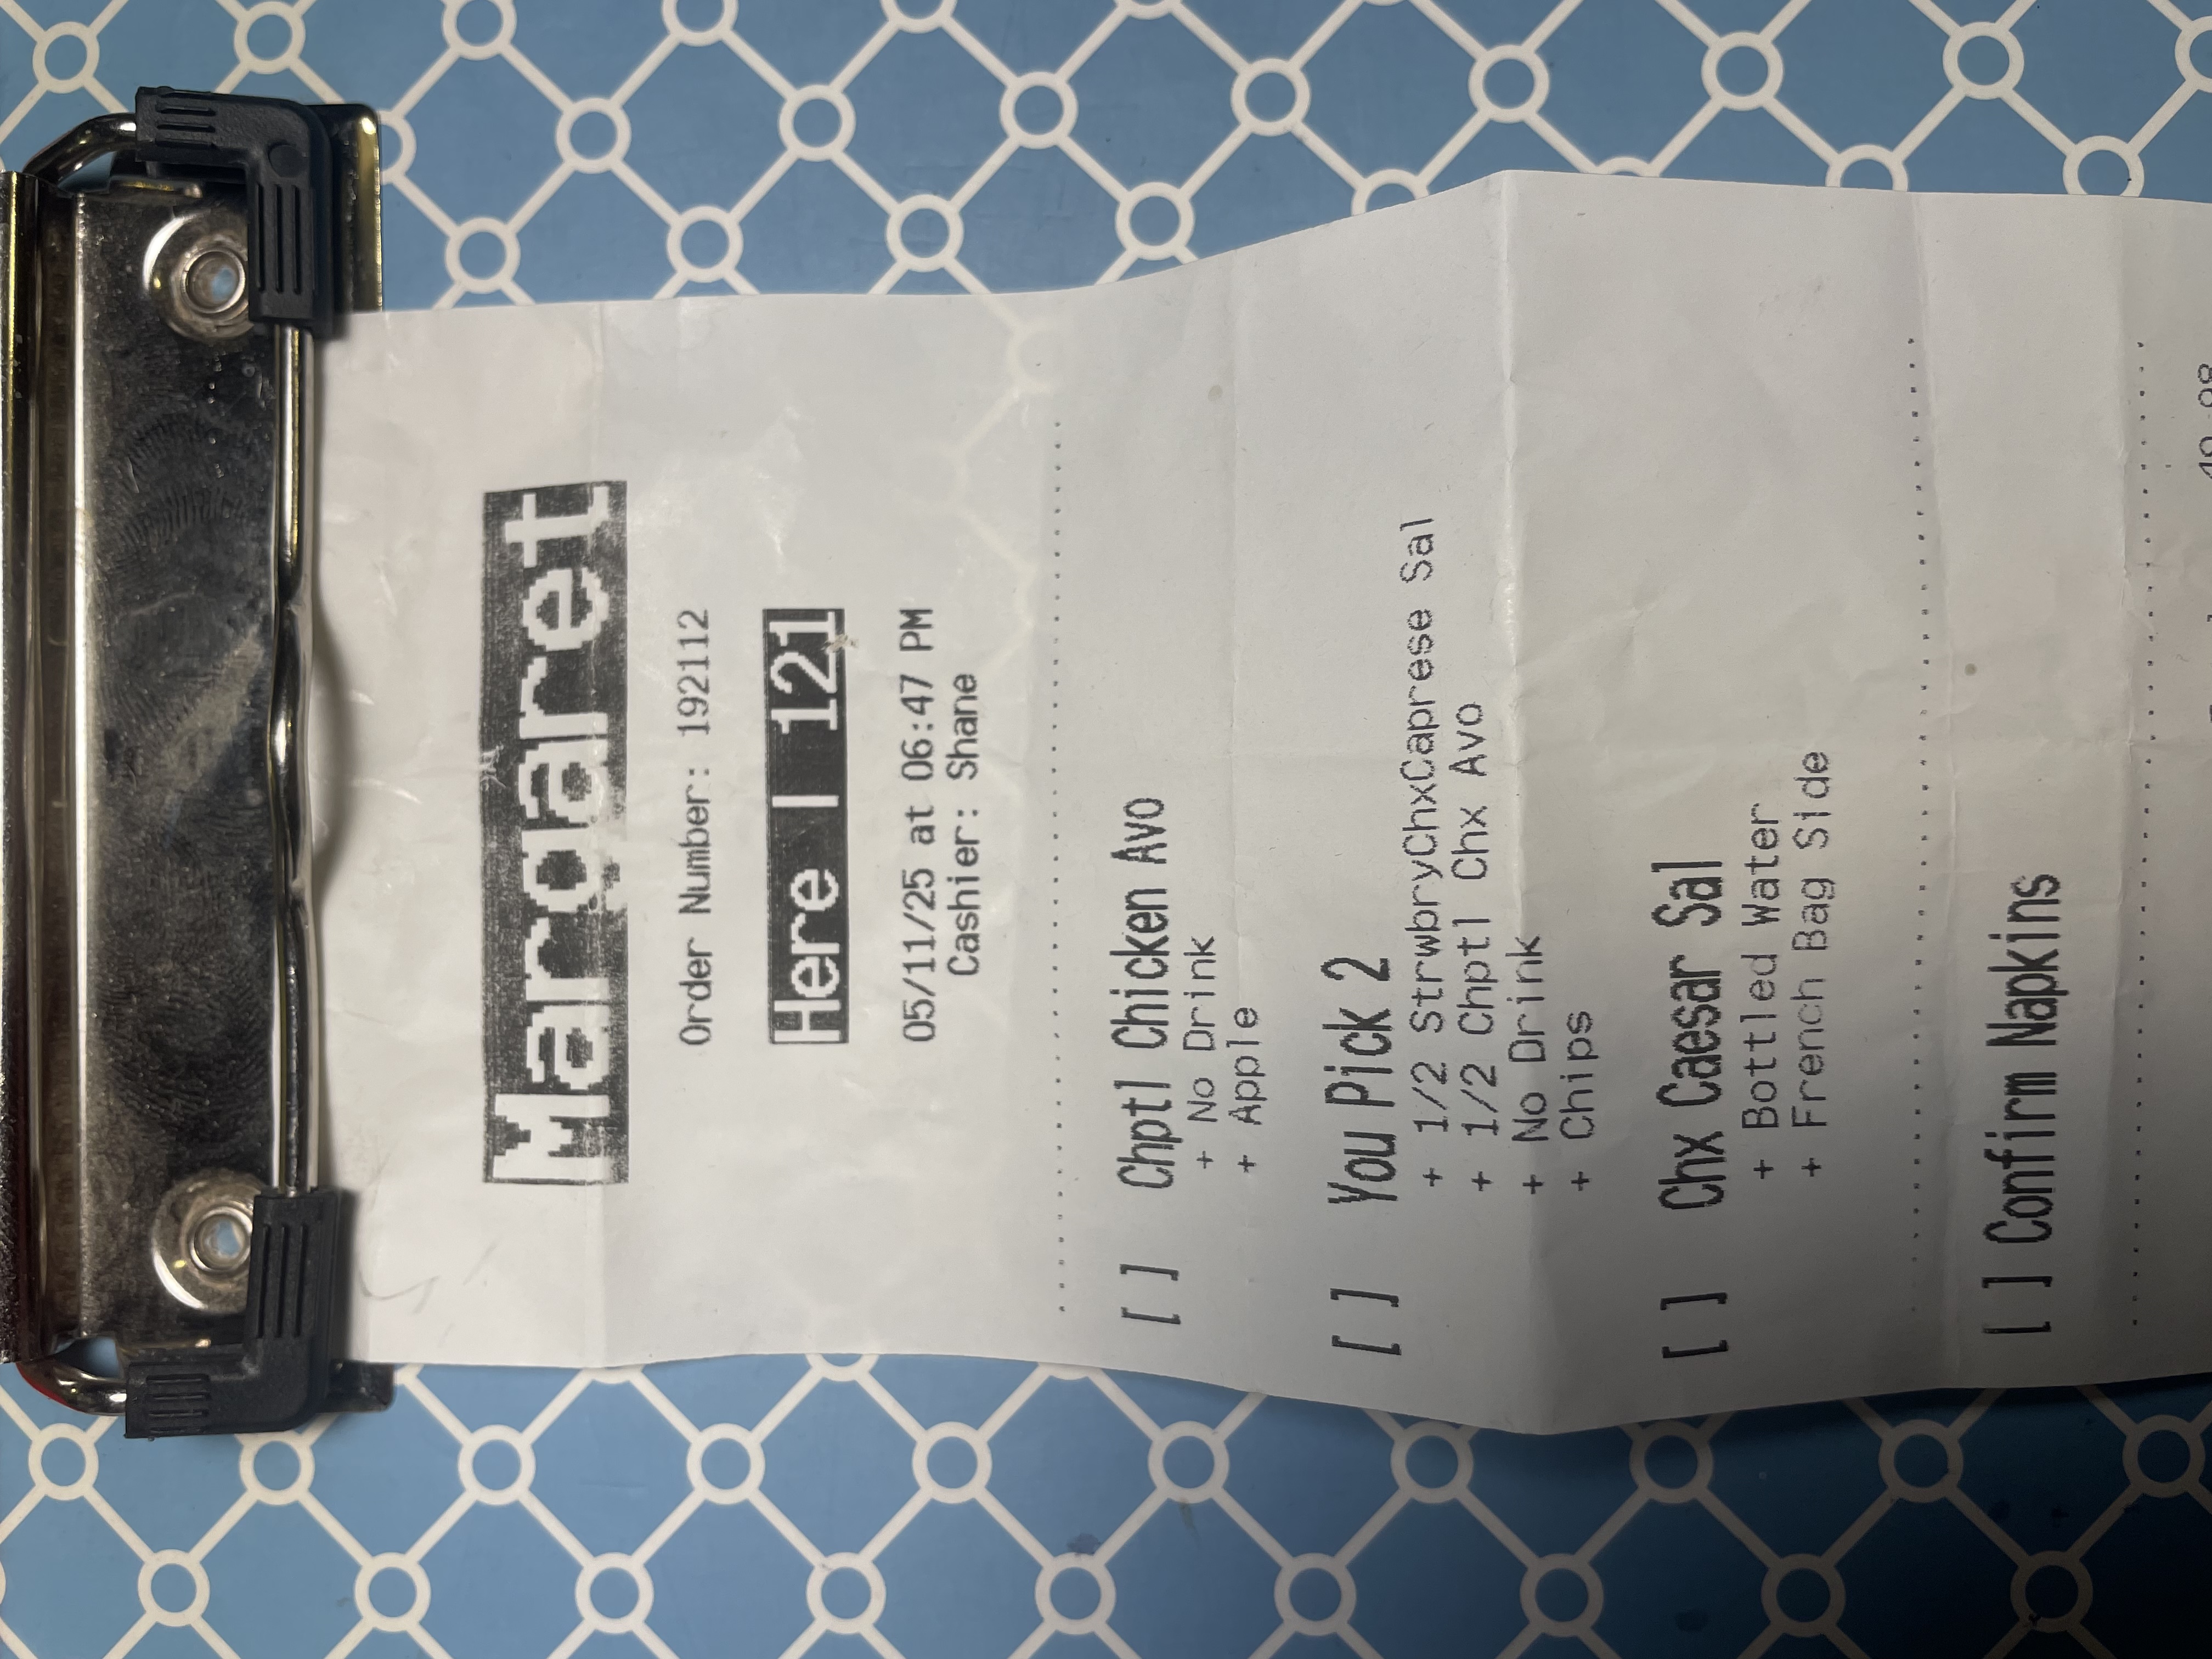 Margaret
Order Number: 192112
Here | 121
05/11/25 at 06:47 PM
Cashier: Shane
[ ] Chptl Chicken Avo
+ No Drink
+ Apple
[ ] You Pick 2
+ 1/2 StrwbryChxCaprese Sal
+ 1/2 Chptl Chx Avo
+ No Drink
+ Chips
[ ] Chx Caesar Sal
+ Bottled Water
+ French Bag Side
[ ] Confirm Napkins